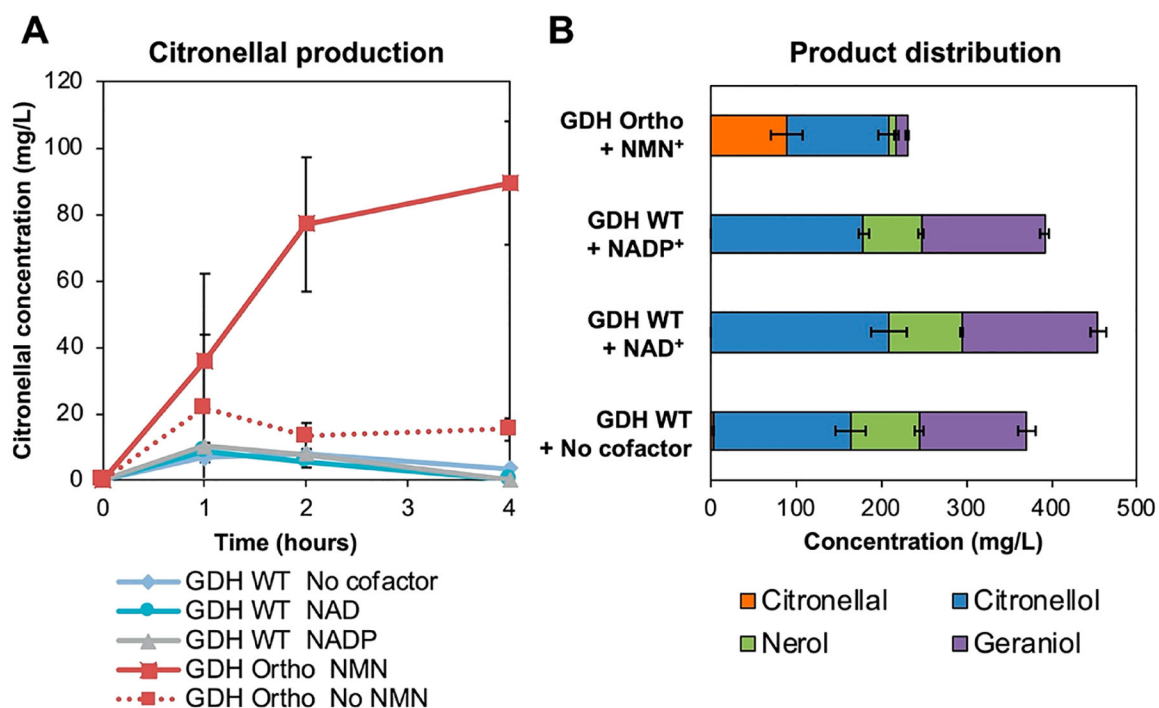 A
Citronellal production
Citronellal concentration (mg/L)
120
100
80
60
40
20
0
0 1 2 3 4
Time (hours)
GDH WT No cofactor
GDH WT NAD
GDH WT NADP
GDH Ortho NMN
GDH Ortho No NMN
B
Product distribution
GDH Ortho
+ NMN⁺
GDH WT
+ NADP⁺
GDH WT
+ NAD⁺
GDH WT
+ No cofactor
0 100 200 300 400 500
Concentration (mg/L)
Citronellal Citronellol
Nerol Geraniol